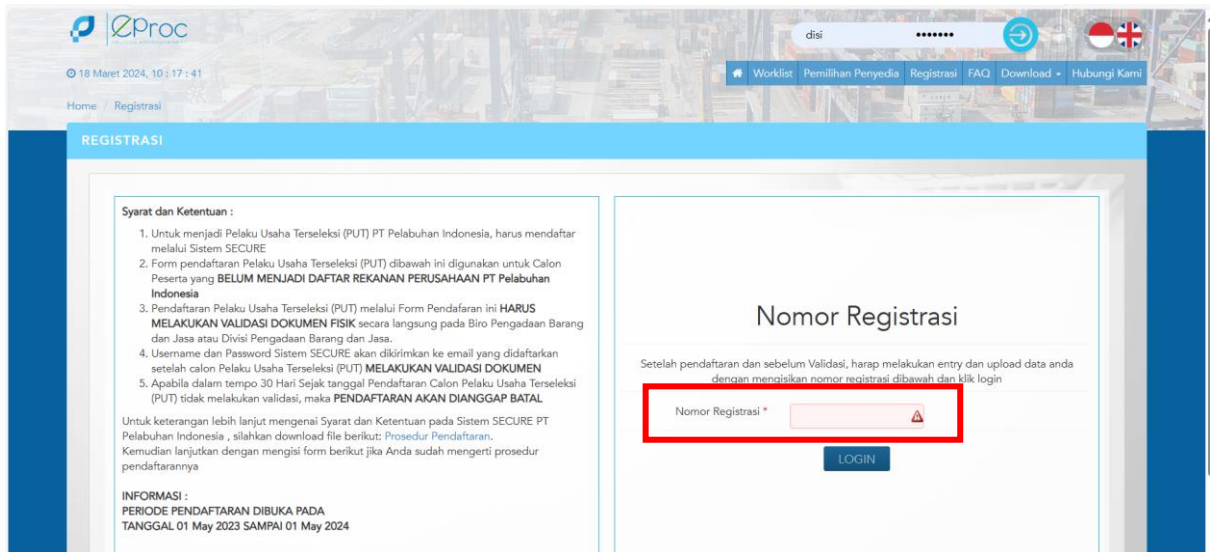 eproc
disi •••••••
18 Maret 2024, 10 : 17 : 41
Worklist Pemilihan Penyedia Registrasi FAQ Download Hubungi Kami
Home / Registrasi
REGISTRASI
Syarat dan Ketentuan :
1. Untuk menjadi Pelaku Usaha Terseleksi (PUT) PT Pelabuhan Indonesia, harus mendaftar
melalui Sistem SECURE
2. Form pendaftaran Pelaku Usaha Terseleksi (PUT) dibawah ini digunakan untuk Calon
Peserta yang BELUM MENJADI DAFTAR REKANAN PERUSAHAAN PT Pelabuhan
Indonesia
3. Pendaftaran Pelaku Usaha Terseleksi (PUT) melalui Form Pendafaran ini HARUS
MELAKUKAN VALIDASI DOKUMEN FISIK secara langsung pada Biro Pengadaan Barang
dan Jasa atau Divisi Pengadaan Barang dan Jasa.
4. Username dan Password Sistem SECURE akan dikirimkan ke email yang didaftarkan
setelah calon Pelaku Usaha Terseleksi (PUT) MELAKUKAN VALIDASI DOKUMEN
5. Apabila dalam tempo 30 Hari Sejak tanggal Pendaftaran Calon Pelaku Usaha Terseleksi
(PUT) tidak melakukan validasi, maka PENDAFTARAN AKAN DIANGGAP BATAL
Untuk keterangan lebih lanjut mengenai Syarat dan Ketentuan pada Sistem SECURE PT
Pelabuhan Indonesia , silahkan download file berikut: Prosedur Pendaftaran.
Kemudian lanjutkan dengan mengisi form berikut jika Anda sudah mengerti prosedur
pendaftarannya
INFORMASI :
PERIODE PENDAFTARAN DIBUKA PADA
TANGGAL 01 May 2023 SAMPAI 01 May 2024
Nomor Registrasi
Setelah pendaftaran dan sebelum Validasi, harap melakukan entry dan upload data anda
dengan mengisikan nomor registrasi dibawah dan klik login
Nomor Registrasi *
LOGIN